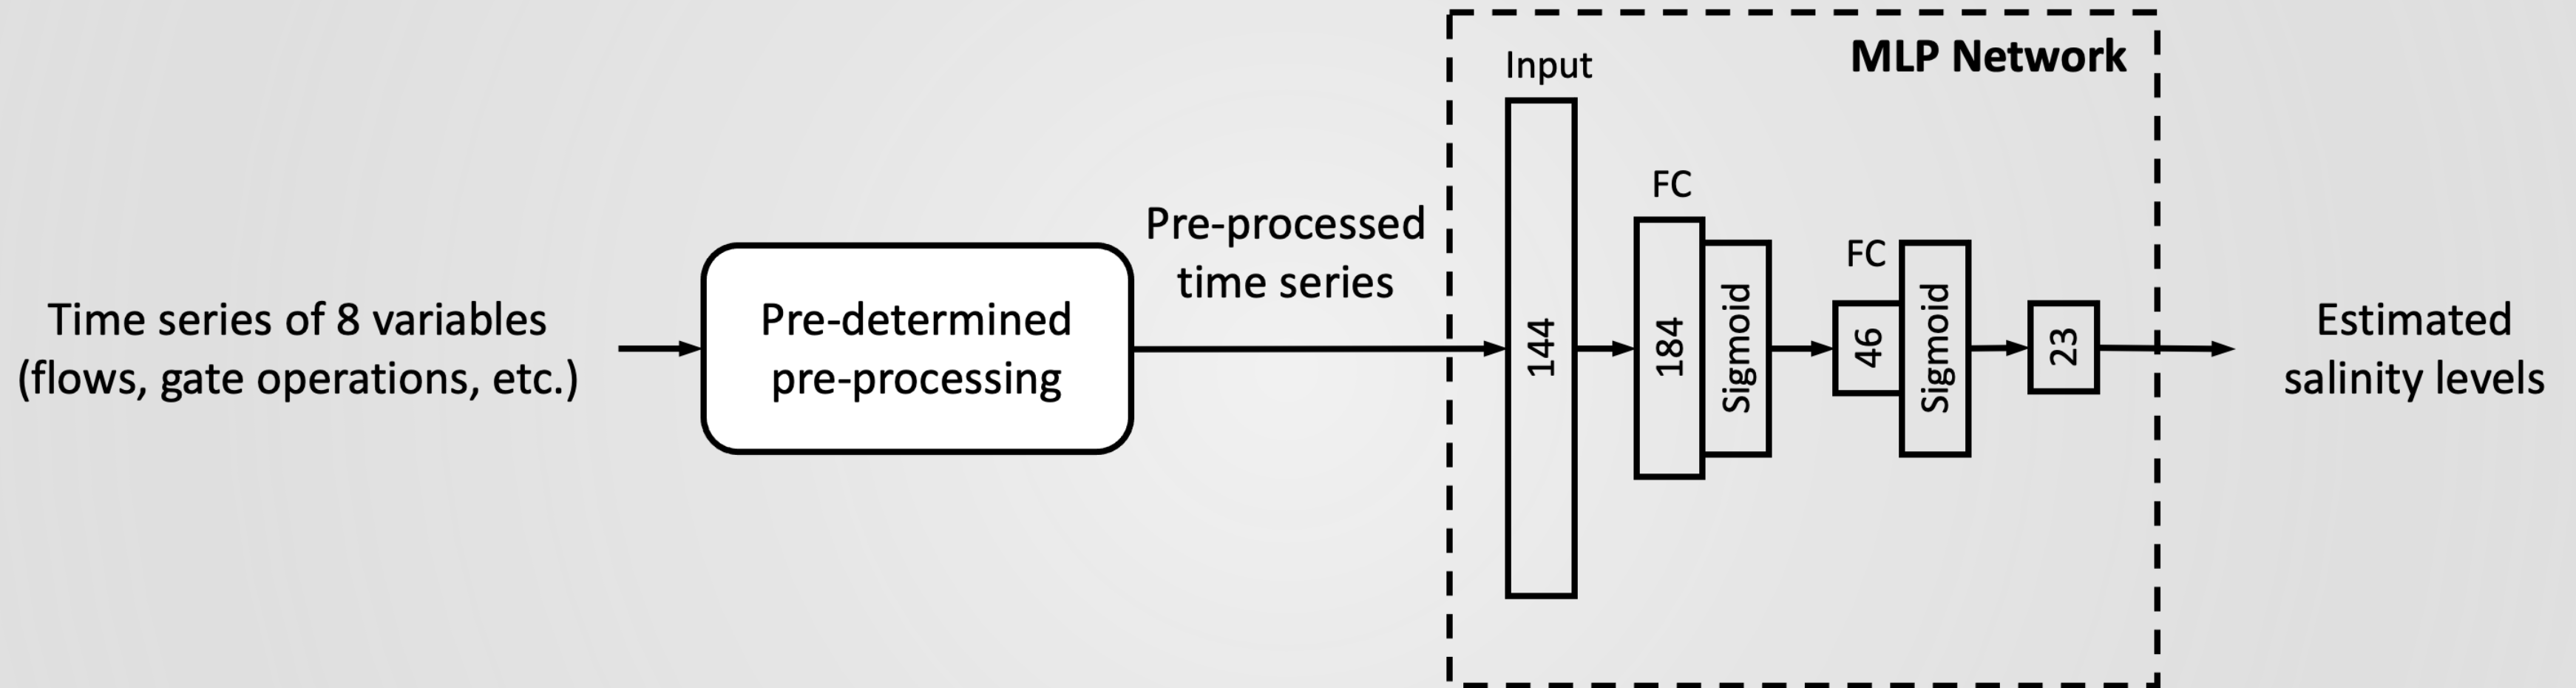 Time series of 8 variables
(flows, gate operations, etc.)
Pre-determined
pre-processing
Pre-processed
time series
MLP Network
Input
144
FC
184
Sigmoid
FC
46
Sigmoid
23
Estimated
salinity levels